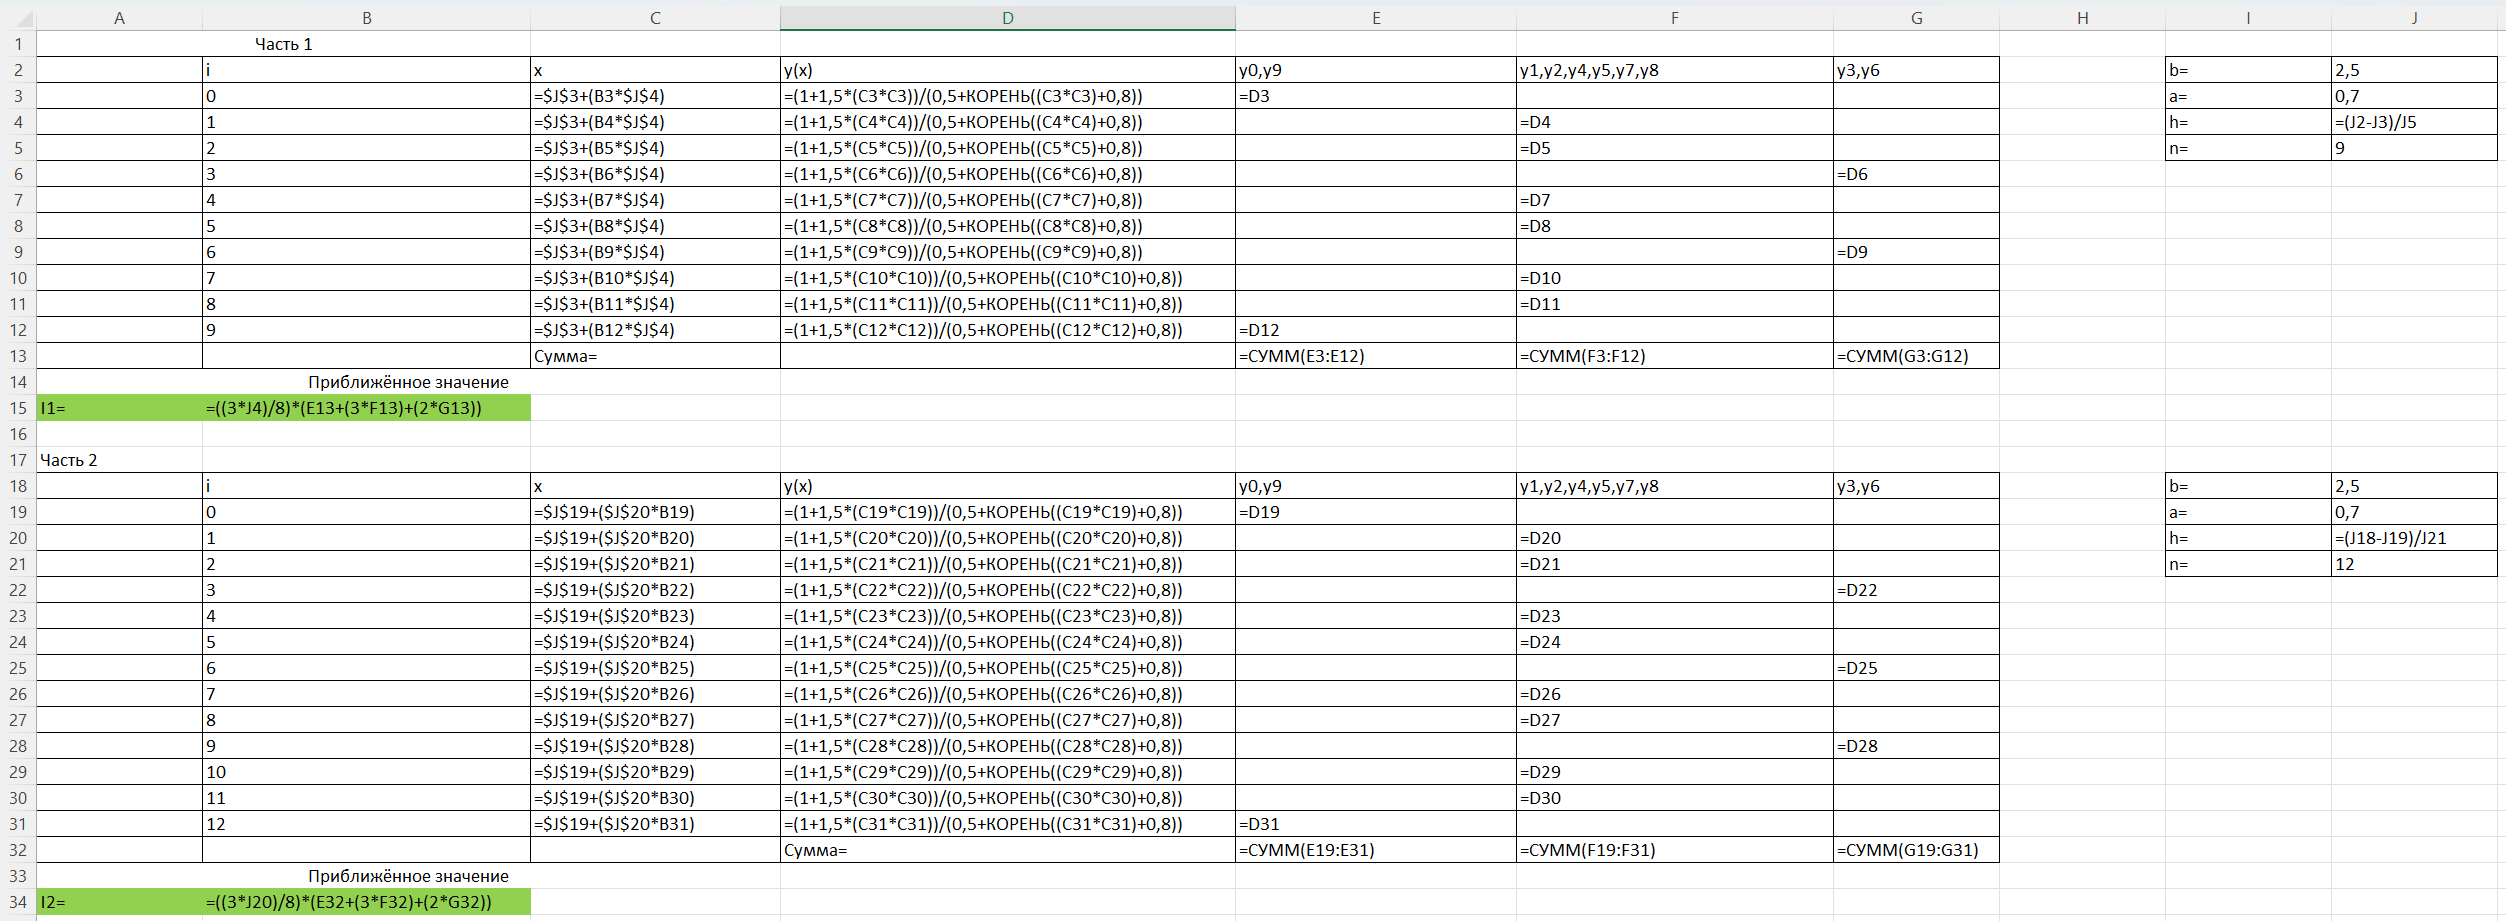 A B C D E F G H I J
1 Часть 1
2 i x y(x) y0,y9 y1,y2,y4,y5,y7,y8 y3,y6 b= 2,5
3 0 =$J$3+(B3*$J$4) =(1+1,5*(C3*C3))/(0,5+КОРЕНЬ((C3*C3)+0,8)) =D3 a= 0,7
4 1 =$J$3+(B4*$J$4) =(1+1,5*(C4*C4))/(0,5+КОРЕНЬ((C4*C4)+0,8)) =D4 h= =(J2-J3)/J5
5 2 =$J$3+(B5*$J$4) =(1+1,5*(C5*C5))/(0,5+КОРЕНЬ((C5*C5)+0,8)) =D5 n= 9
6 3 =$J$3+(B6*$J$4) =(1+1,5*(C6*C6))/(0,5+КОРЕНЬ((C6*C6)+0,8)) =D6
7 4 =$J$3+(B7*$J$4) =(1+1,5*(C7*C7))/(0,5+КОРЕНЬ((C7*C7)+0,8)) =D7
8 5 =$J$3+(B8*$J$4) =(1+1,5*(C8*C8))/(0,5+КОРЕНЬ((C8*C8)+0,8)) =D8
9 6 =$J$3+(B9*$J$4) =(1+1,5*(C9*C9))/(0,5+КОРЕНЬ((C9*C9)+0,8)) =D9
10 7 =$J$3+(B10*$J$4) =(1+1,5*(C10*C10))/(0,5+КОРЕНЬ((C10*C10)+0,8)) =D10
11 8 =$J$3+(B11*$J$4) =(1+1,5*(C11*C11))/(0,5+КОРЕНЬ((C11*C11)+0,8)) =D11
12 9 =$J$3+(B12*$J$4) =(1+1,5*(C12*C12))/(0,5+КОРЕНЬ((C12*C12)+0,8)) =D12
13 Сумма= =СУММ(E3:E12) =СУММ(F3:F12) =СУММ(G3:G12)
14 Приближённое значение
15 I1= =((3*J4)/8)*(E13+(3*F13)+(2*G13))
16
17 Часть 2
18 i x y(x) y0,y9 y1,y2,y4,y5,y7,y8 y3,y6 b= 2,5
19 0 =$J$19+($J$20*B19) =(1+1,5*(C19*C19))/(0,5+КОРЕНЬ((C19*C19)+0,8)) =D19 a= 0,7
20 1 =$J$19+($J$20*B20) =(1+1,5*(C20*C20))/(0,5+КОРЕНЬ((C20*C20)+0,8)) =D20 h= =(J18-J19)/J21
21 2 =$J$19+($J$20*B21) =(1+1,5*(C21*C21))/(0,5+КОРЕНЬ((C21*C21)+0,8)) =D21 n= 12
22 3 =$J$19+($J$20*B22) =(1+1,5*(C22*C22))/(0,5+КОРЕНЬ((C22*C22)+0,8)) =D22
23 4 =$J$19+($J$20*B23) =(1+1,5*(C23*C23))/(0,5+КОРЕНЬ((C23*C23)+0,8)) =D23
24 5 =$J$19+($J$20*B24) =(1+1,5*(C24*C24))/(0,5+КОРЕНЬ((C24*C24)+0,8)) =D24
25 6 =$J$19+($J$20*B25) =(1+1,5*(C25*C25))/(0,5+КОРЕНЬ((C25*C25)+0,8)) =D25
26 7 =$J$19+($J$20*B26) =(1+1,5*(C26*C26))/(0,5+КОРЕНЬ((C26*C26)+0,8)) =D26
27 8 =$J$19+($J$20*B27) =(1+1,5*(C27*C27))/(0,5+КОРЕНЬ((C27*C27)+0,8)) =D27
28 9 =$J$19+($J$20*B28) =(1+1,5*(C28*C28))/(0,5+КОРЕНЬ((C28*C28)+0,8)) =D28
29 10 =$J$19+($J$20*B29) =(1+1,5*(C29*C29))/(0,5+КОРЕНЬ((C29*C29)+0,8)) =D29
30 11 =$J$19+($J$20*B30) =(1+1,5*(C30*C30))/(0,5+КОРЕНЬ((C30*C30)+0,8)) =D30
31 12 =$J$19+($J$20*B31) =(1+1,5*(C31*C31))/(0,5+КОРЕНЬ((C31*C31)+0,8)) =D31
32 Сумма= =СУММ(E19:E31) =СУММ(F19:F31) =СУММ(G19:G31)
33 Приближённое значение
34 I2= =((3*J20)/8)*(E32+(3*F32)+(2*G32))